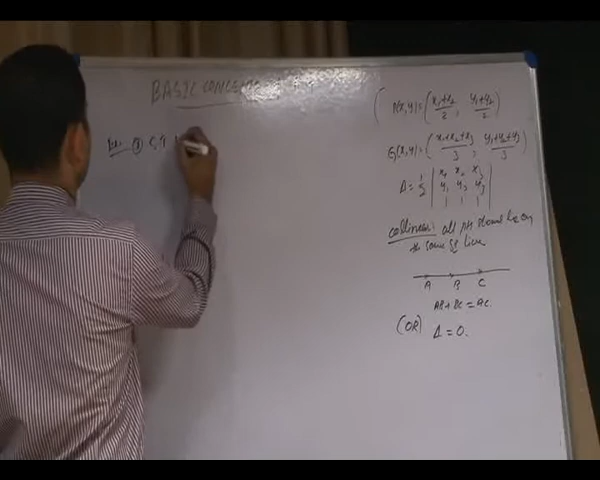 BASIC CONCEPTS
P(x,y) = (x₁+x₂/2, y₁+y₂/2)
G(x,y) = (x₁+x₂+x₃/3, y₁+y₂+y₃/3)
Δ = 1/2 | x₁ x₂ x₃
y₁ y₂ y₃
1 1 1 |
collinear: all pts should be on
the same st line
A B C
AB + BC = AC
(OR) Δ = 0.